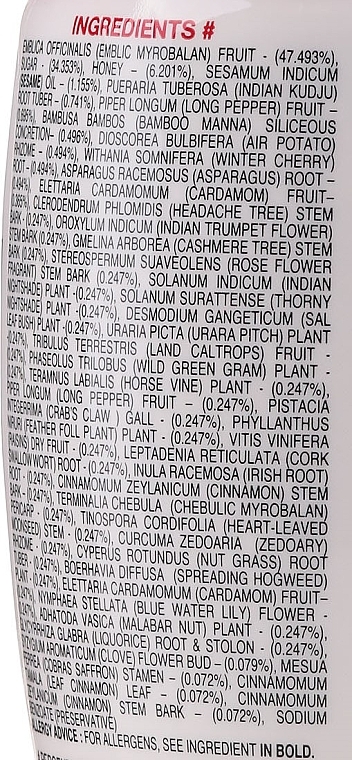 INGREDIENTS #
EMBLICA OFFICINALIS (EMBLIC MYROBALAN) FRUIT - (47.493%),
SUGAR - (34.353%), HONEY – (6.201%), SESAMUM INDICUM
(SESAME) OIL - (1.155%), PUERARIA TUBEROSA (INDIAN KUDJU)
ROOT TUBER – (0.741%), PIPER LONGUM (LONG PEPPER) FRUIT –
BAMBUSA BAMBOS (BAMBOO MANNA) SILICEOUS
CONCRETION– (0.496%), DIOSCOREA BULBIFERA (AIR POTATO)
RHIZOME – (0.494%), WITHANIA SOMNIFERA (WINTER CHERRY)
ROOT – (0.494%), ASPARAGUS RACEMOSUS (ASPARAGUS) ROOT –
ELETTARIA CARDAMOMUM (CARDAMOM) FRUIT–
CLERODENDRUM PHLOMIDIS (HEADACHE TREE) STEM
BARK - (0.247%), OROXYLUM INDICUM (INDIAN TRUMPET FLOWER)
STEM BARK (0.247%), GMELINA ARBOREA (CASHMERE TREE) STEM
BARK (0.247%), STEREOSPERMUM SUAVEOLENS (ROSE FLOWER
FRAGRANT) STEM BARK (0.247%), SOLANUM INDICUM (INDIAN
NIGHTSHADE) PLANT -(0.247%), SOLANUM SURATTENSE (THORNY
NIGHTSHADE) PLANT -(0.247%), DESMODIUM GANGETICUM (SAL
LEAF BUSH) PLANT -(0.247%), URARIA PICTA (URARA PITCH) PLANT
- (0.247%), TRIBULUS TERRESTRIS (LAND CALTROPS) FRUIT -
(0.247%), PHASEOLUS TRILOBUS (WILD GREEN GRAM) PLANT -
(0.247%), TERAMNUS LABIALIS (HORSE VINE) PLANT - (0.247%),
PIPER LONGUM (LONG PEPPER) FRUIT – (0.247%), PISTACIA
INTEGERRIMA (CRAB'S CLAW ) GALL - (0.247%), PHYLLANTHUS
NIRURI (FEATHER FOLL PLANT) PLANT - (0.247%), VITIS VINIFERA
(RAISINS) DRY FRUIT - (0.247%), LEPTADENIA RETICULATA (CORK
SWALLOW WORT) ROOT - (0.247%), INULA RACEMOSA (IRISH ROOT)
ROOT - (0.247%), CINNAMOMUM ZEYLANICUM (CINNAMON) STEM
BARK - (0.247%), TERMINALIA CHEBULA (CHEBULIC MYROBALAN)
PERICARP - (0.247%), TINOSPORA CORDIFOLIA (HEART-LEAVED
MOONSEED) STEM - (0.247%), CURCUMA ZEDOARIA (ZEDOARY)
RHIZOME - (0.247%), CYPERUS ROTUNDUS (NUT GRASS) ROOT
TUBER - (0.247%), BOERHAVIA DIFFUSA (SPREADING HOGWEED)
PLANT - (0.247%), ELETTARIA CARDAMOMUM (CARDAMOM) FRUIT–
(0.247%), NYMPHAEA STELLATA (BLUE WATER LILY) FLOWER -
(0.247%), ADHATODA VASICA (MALABAR NUT) PLANT - (0.247%),
GLYCYRRHIZA GLABRA (LIQUORICE) ROOT & STOLON - (0.247%),
SYZYGIUM AROMATICUM (CLOVE) FLOWER BUD – (0.079%), MESUA
FERREA (COBRAS SAFFRON) STAMEN – (0.072%), CINNAMOMUM
TAMALA (LEAF CINNAMON) LEAF – (0.072%), CINNAMOMUM
ZEYLANICUM (CINNAMON) STEM BARK – (0.072%), SODIUM
BENZOATE (PRESERVATIVE)
ALLERGY ADVICE : FOR ALLERGENS, SEE INGREDIENT IN BOLD.